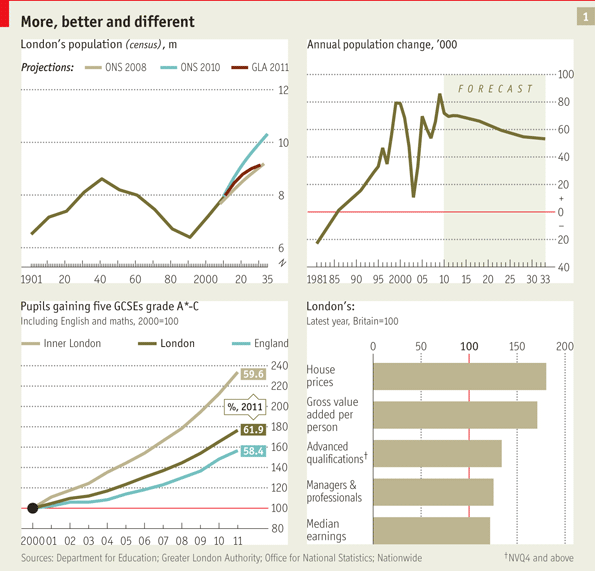 More, better and different
1
London's population (census), m
Projections: ONS 2008 ONS 2010 GLA 2011
12
10
8
6
1901 20 40 60 80 2000 20 35
Annual population change, '000
FORECAST
100
80
60
40
20
+
0
–
20
40
1981 85 90 95 2000 05 10 15 20 25 30 33
Pupils gaining five GCSEs grade A*-C
Including English and maths, 2000=100
Inner London London England
240
220
200
180
160
140
120
100
80
59.6
%, 2011
61.9
58.4
2000 01 02 03 04 05 06 07 08 09 10 11
London's:
Latest year, Britain=100
0 50 100 150 200
House
prices
Gross value
added per
person
Advanced
qualifications†
Managers &
professionals
Median
earnings
Sources: Department for Education; Greater London Authority; Office for National Statistics; Nationwide
†NVQ4 and above